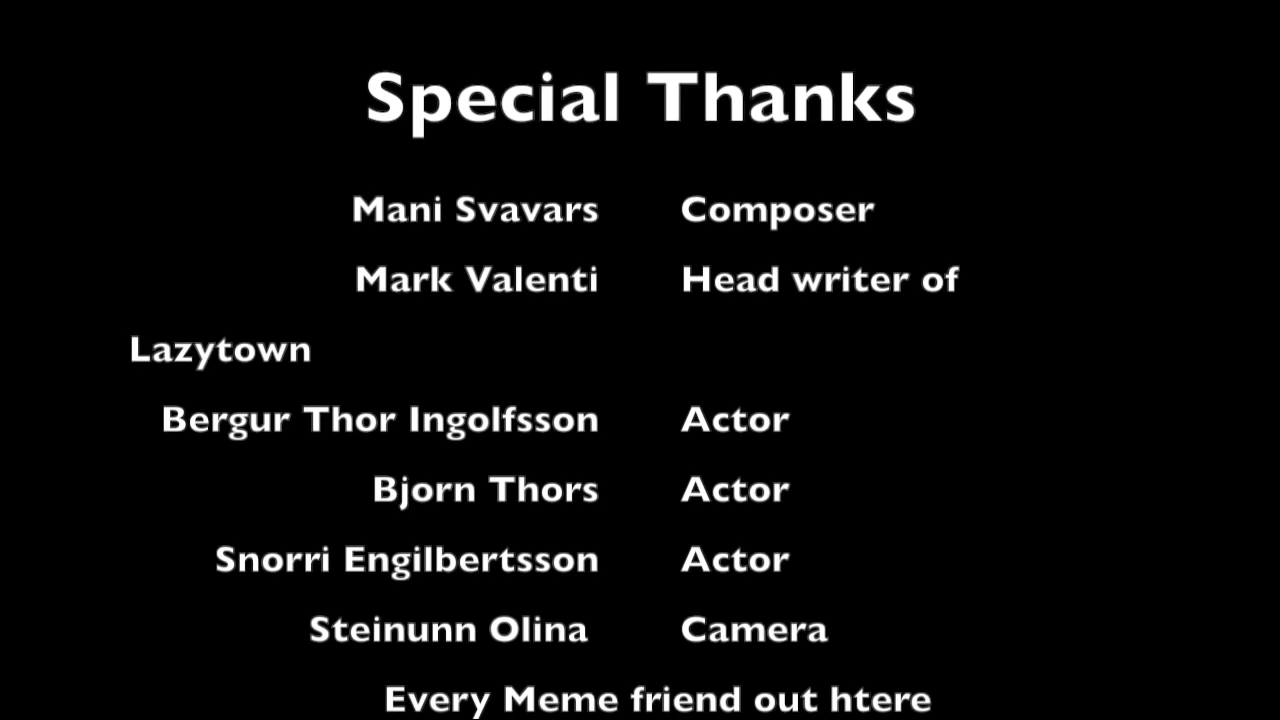 Special Thanks
Mani Svavars Composer
Mark Valenti Head writer of
Lazytown
Bergur Thor Ingolfsson Actor
Bjorn Thors Actor
Snorri Engilbertsson Actor
Steinunn Olina Camera
Every Meme friend out htere